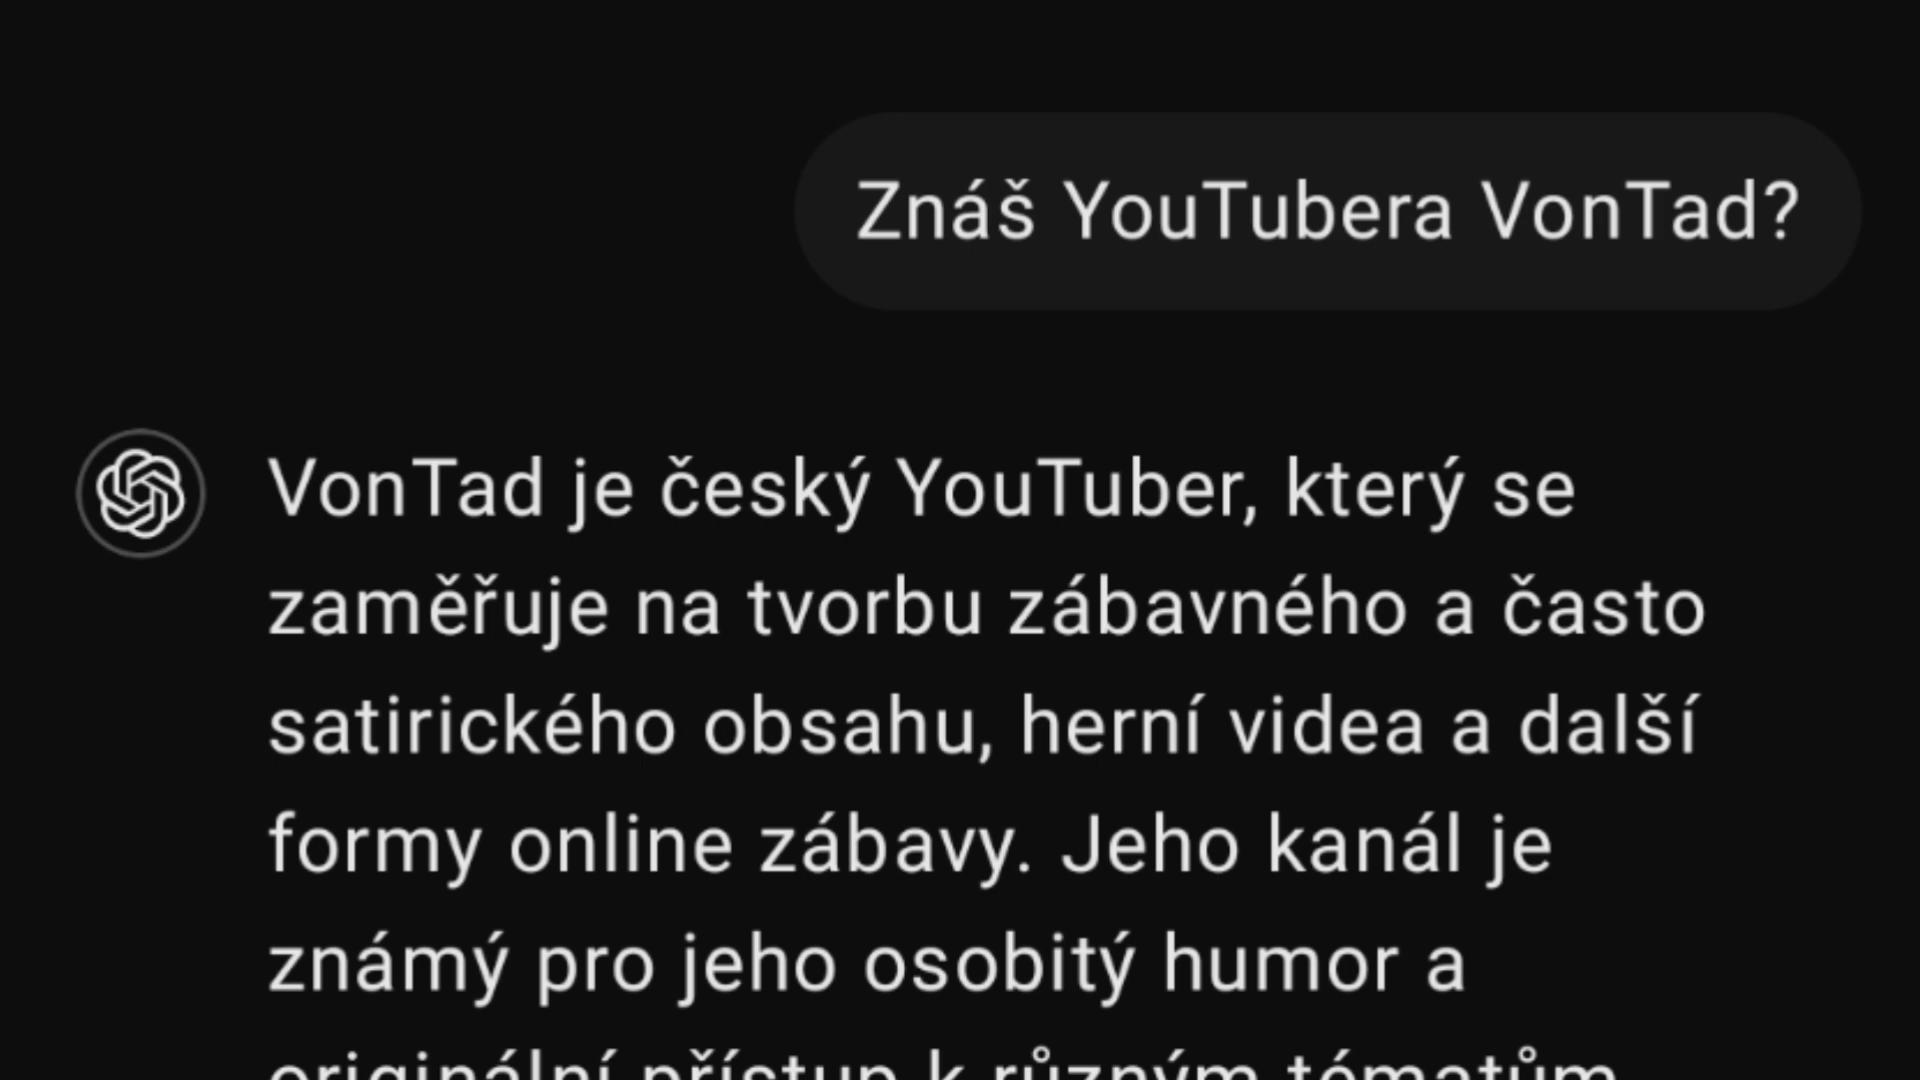 Znáš YouTubera VonTad?
VonTad je český YouTuber, který se
zaměřuje na tvorbu zábavného a často
satirického obsahu, herní videa a další
formy online zábavy. Jeho kanál je
známý pro jeho osobitý humor a
originální přístup k různým tématům